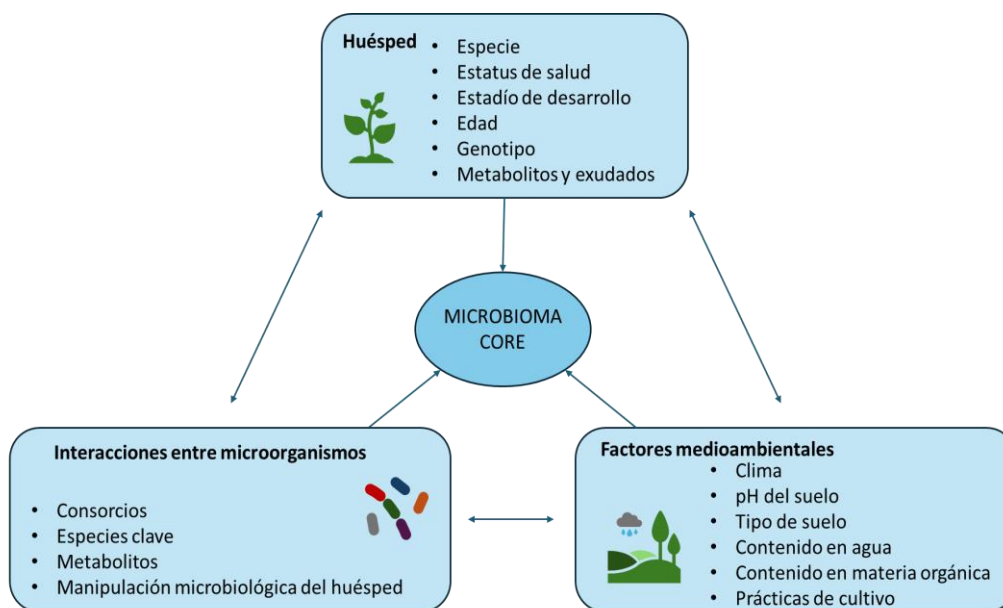 Huésped
• Especie
• Estatus de salud
• Estadío de desarrollo
• Edad
• Genotipo
• Metabolitos y exudados
MICROBIOMA
CORE
Interacciones entre microorganismos
• Consorcios
• Especies clave
• Metabolitos
• Manipulación microbiológica del huésped
Factores medioambientales
• Clima
• pH del suelo
• Tipo de suelo
• Contenido en agua
• Contenido en materia orgánica
• Prácticas de cultivo